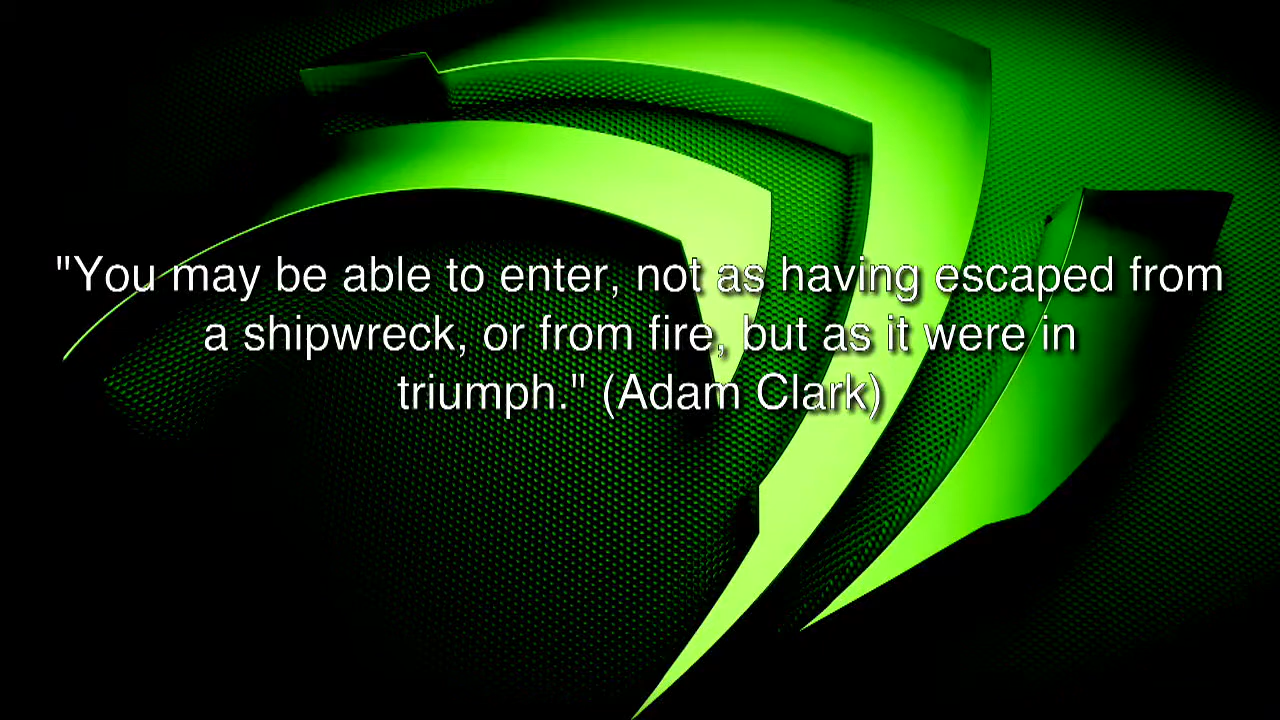 "You may be able to enter, not as having escaped from
a shipwreck, or from fire, but as it were in
triumph." (Adam Clark)